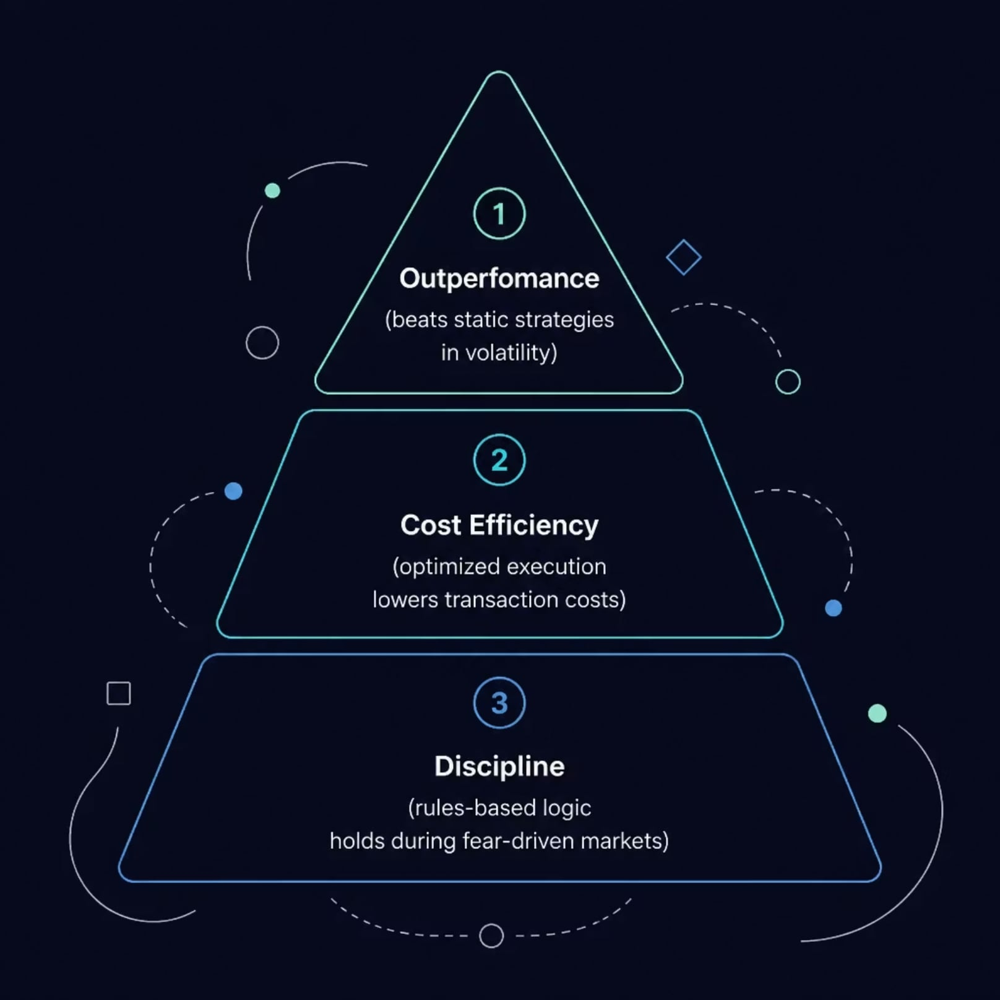 1
Outperfomance
(beats static strategies
in volatility)
2
Cost Efficiency
(optimized execution
lowers transaction costs)
3
Discipline
(rules-based logic
holds during fear-driven markets)